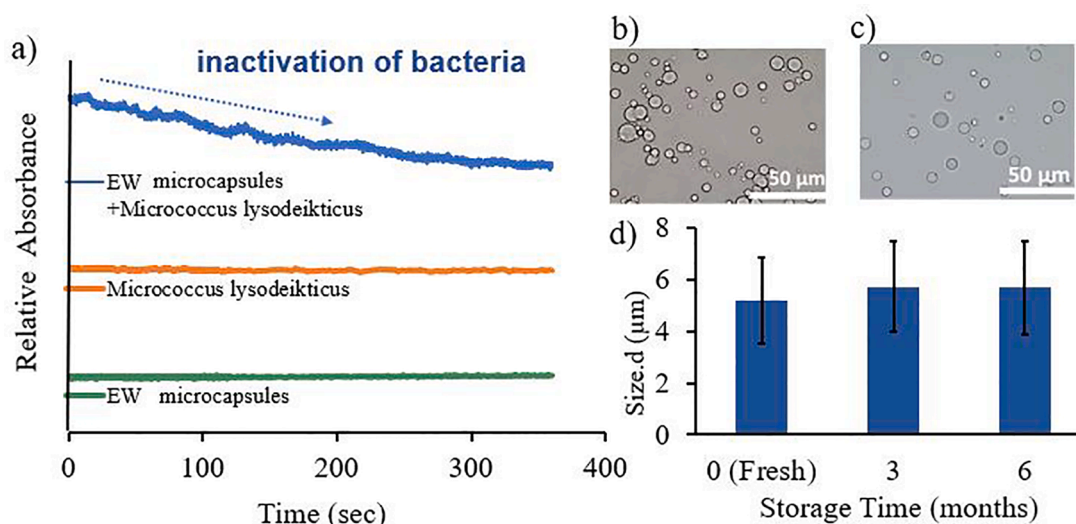 a)
inactivation of bacteria
EW microcapsules
+Micrococcus lysodeikticus
Micrococcus lysodeikticus
EW microcapsules
Relative Absorbance
0 100 200 300 400
Time (sec)
b)
50 μm
c)
50 μm
d)
8
6
4
2
0
Size.d (μm)
0 (Fresh) 3 6
Storage Time (months)